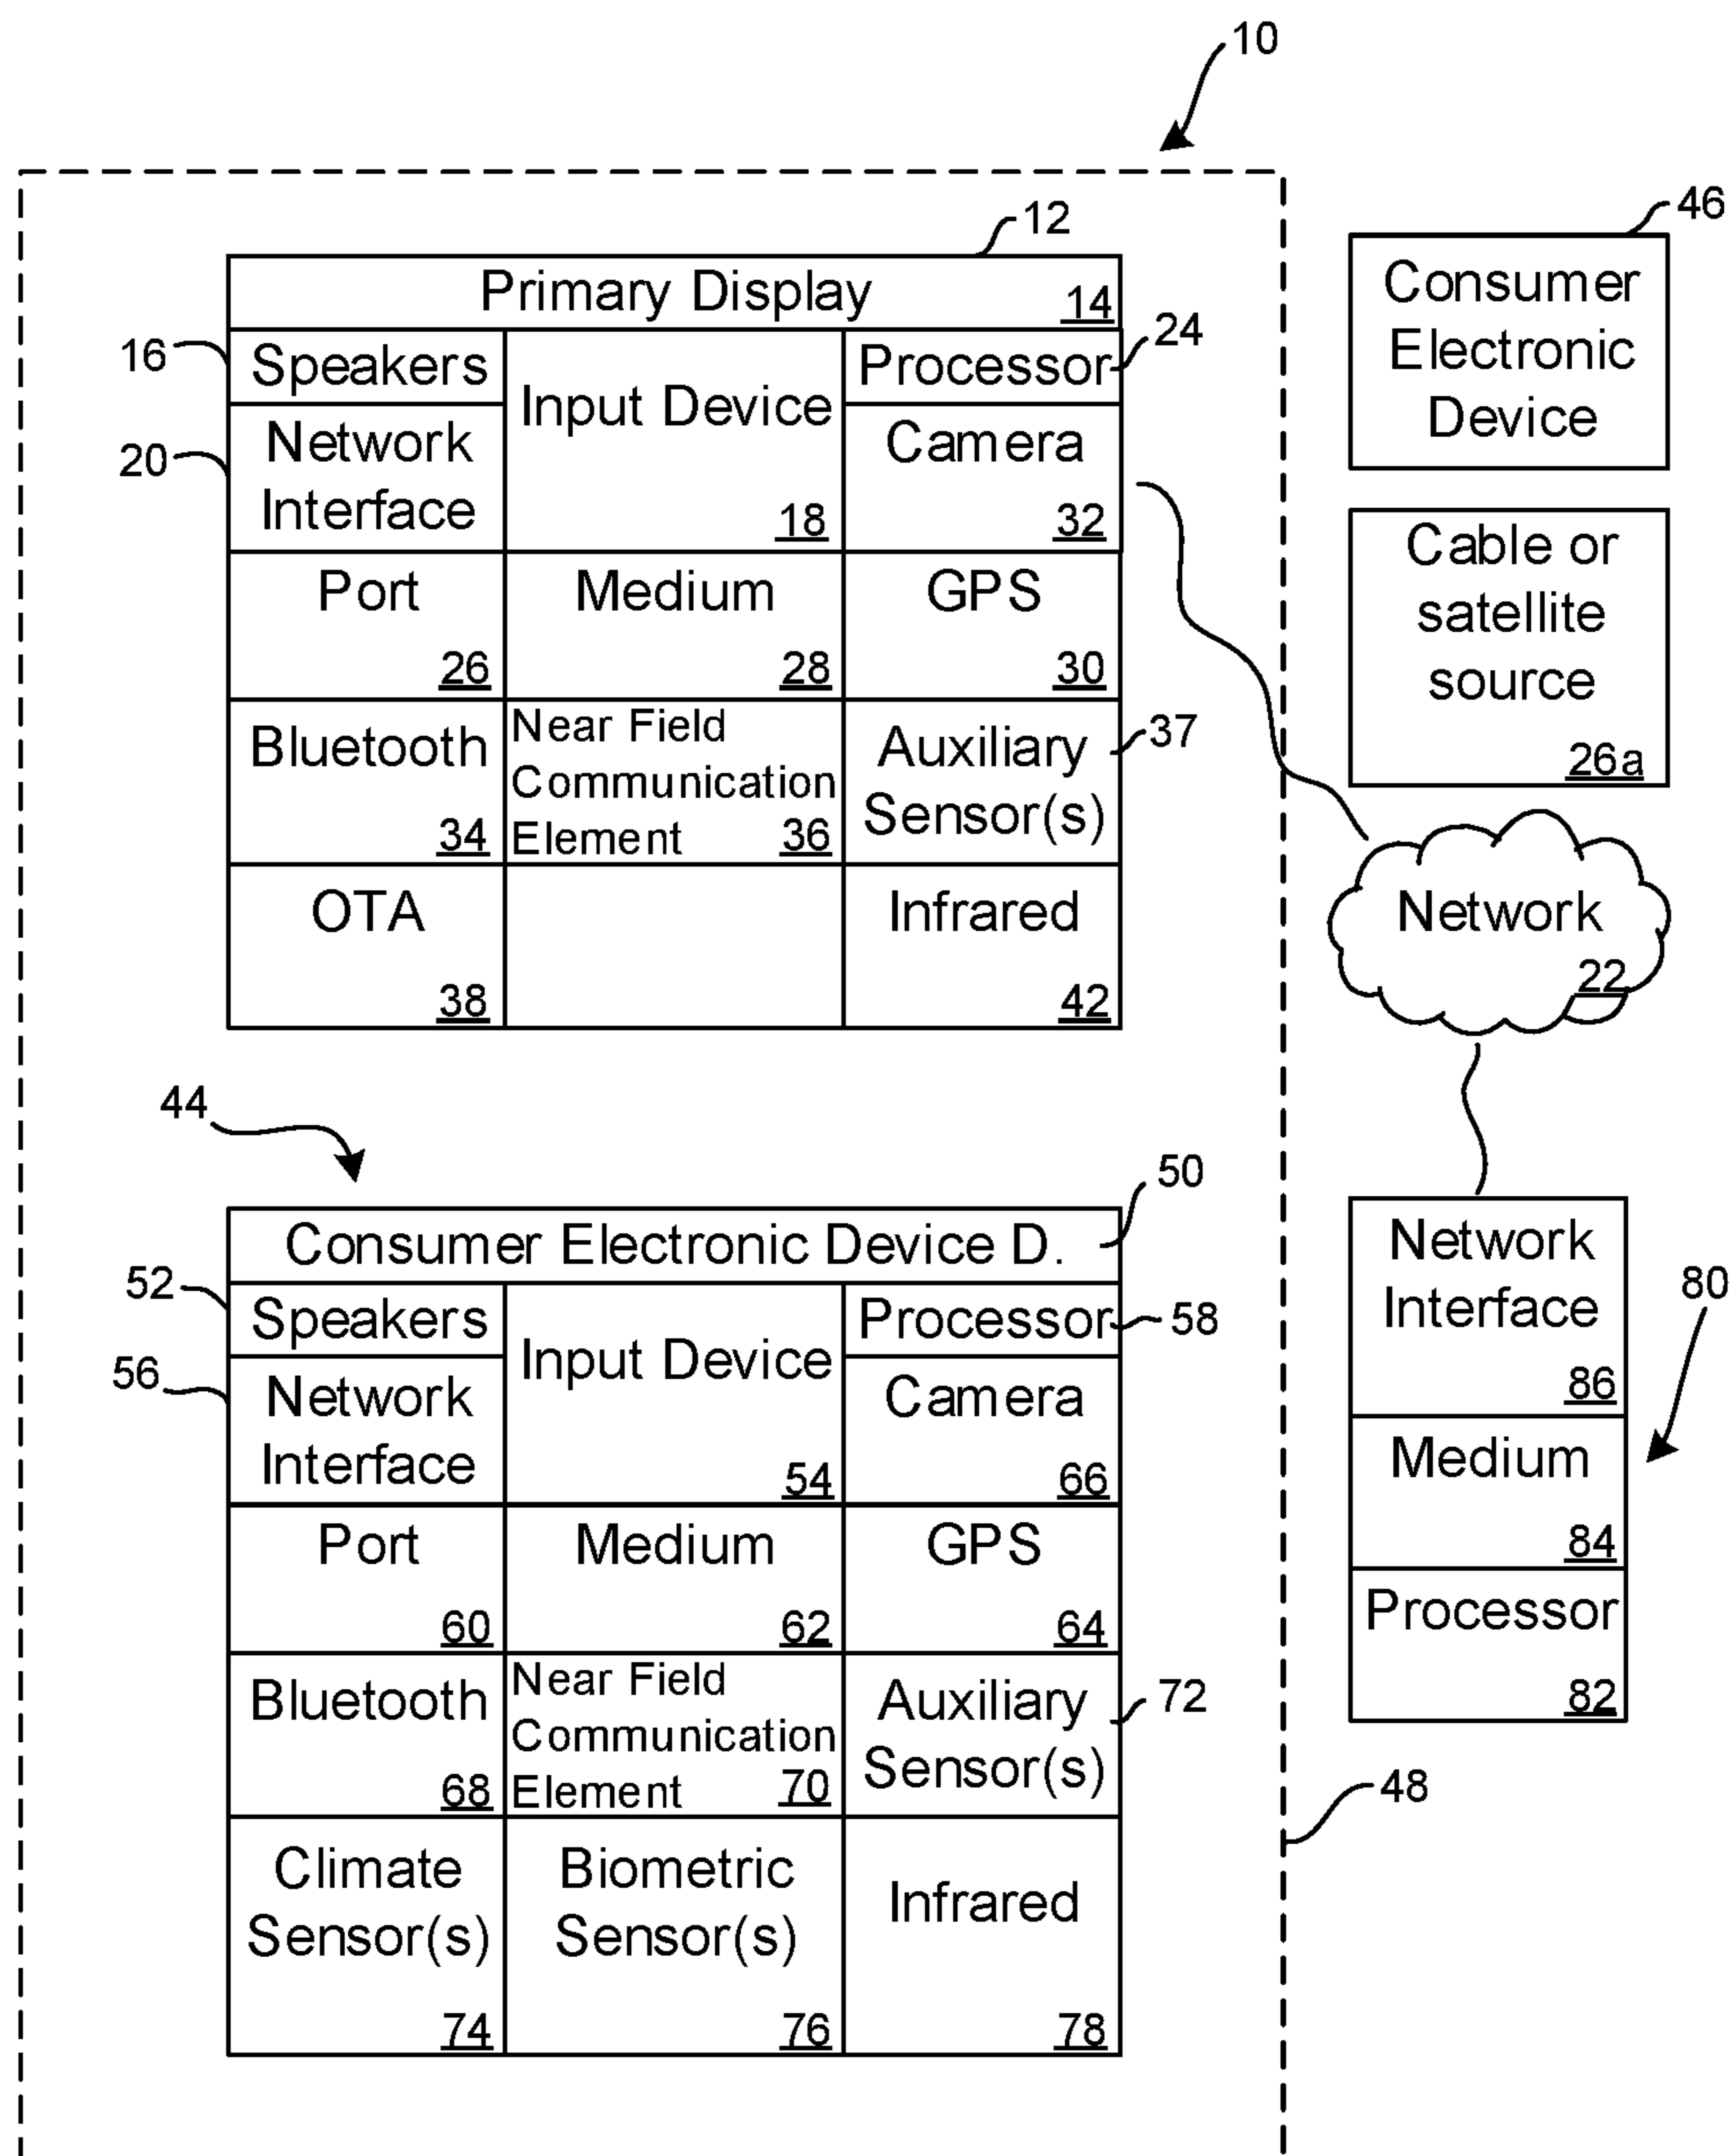 10
12
46
Primary Display 14
16 Speakers
Input Device 18
Processor 24
20 Network
Interface
Camera
32
Port
26
Medium
28
GPS
30
Bluetooth
34
Near Field
Communication
Element 36
Auxiliary
Sensor(s)
37
OTA
38
Infrared
42
Consumer
Electronic
Device
Cable or
satellite
source
26a
Network
22
44
50
Consumer Electronic Device D.
52 Speakers
Input Device
54
Processor 58
56 Network
Interface
Camera
66
Port
60
Medium
62
GPS
64
Bluetooth
68
Near Field
Communication
Element 70
Auxiliary
Sensor(s)
72
Climate
Sensor(s)
74
Biometric
Sensor(s)
76
Infrared
78
Network
Interface
86
80
Medium
84
Processor
82
48